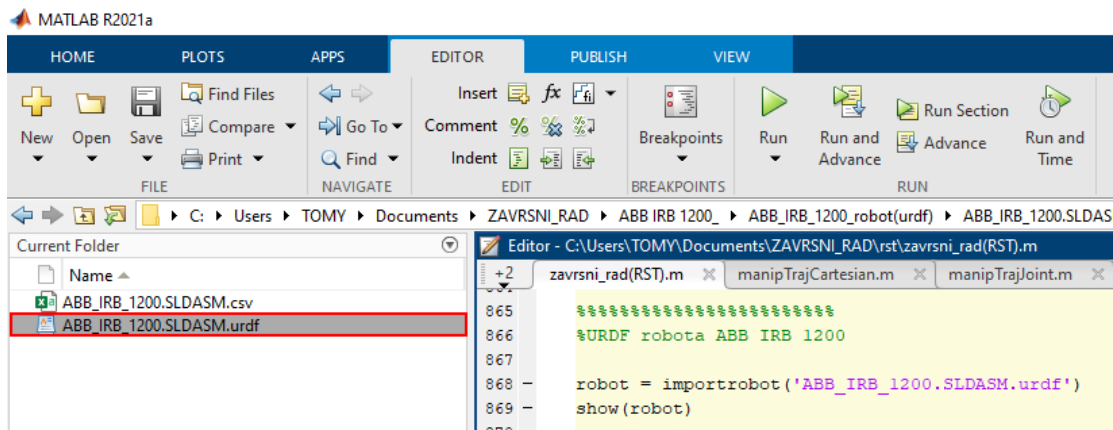 MATLAB R2021a
HOME PLOTS APPS EDITOR PUBLISH VIEW
New Open Save Find Files Compare Print
FILE
Go To Find
NAVIGATE
Insert fx
Comment %
Indent
EDIT
Breakpoints
BREAKPOINTS
Run Run and Advance Run Section Advance Run and Time
RUN
C: Users TOMY Documents ZAVRSNI_RAD ABB IRB 1200_ ABB_IRB_1200_robot(urdf) ABB_IRB_1200.SLDAS
Current Folder
Name
ABB_IRB_1200.SLDASM.csv
ABB_IRB_1200.SLDASM.urdf
Editor - C:\Users\TOMY\Documents\ZAVRSNI_RAD\rst\zavrsni_rad(RST).m
+2 zavrsni_rad(RST).m manipTrajCartesian.m manipTrajJoint.m
865 %%%%%%%%%%%%%%%%%%%%%%%%
866 %URDF robota ABB IRB 1200
867
868 – robot = importrobot('ABB_IRB_1200.SLDASM.urdf')
869 – show(robot)